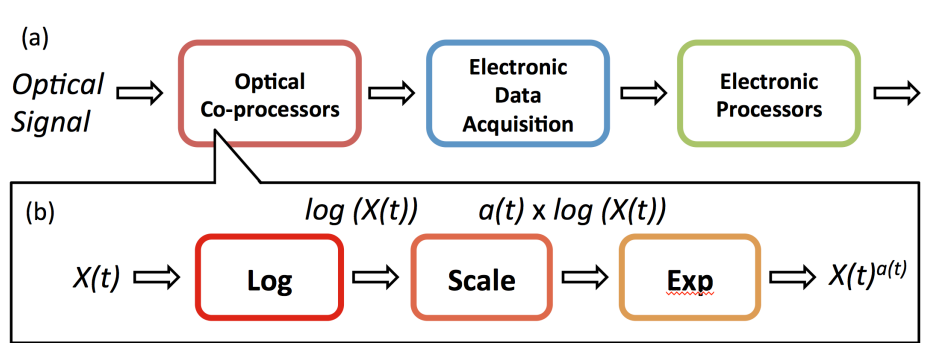 (a)
Optical
Signal
Optical
Co-processors
Electronic
Data
Acquisition
Electronic
Processors
(b)
log (X(t))
a(t) x log (X(t))
X(t)
Log
Scale
Exp
X(t)^a(t)